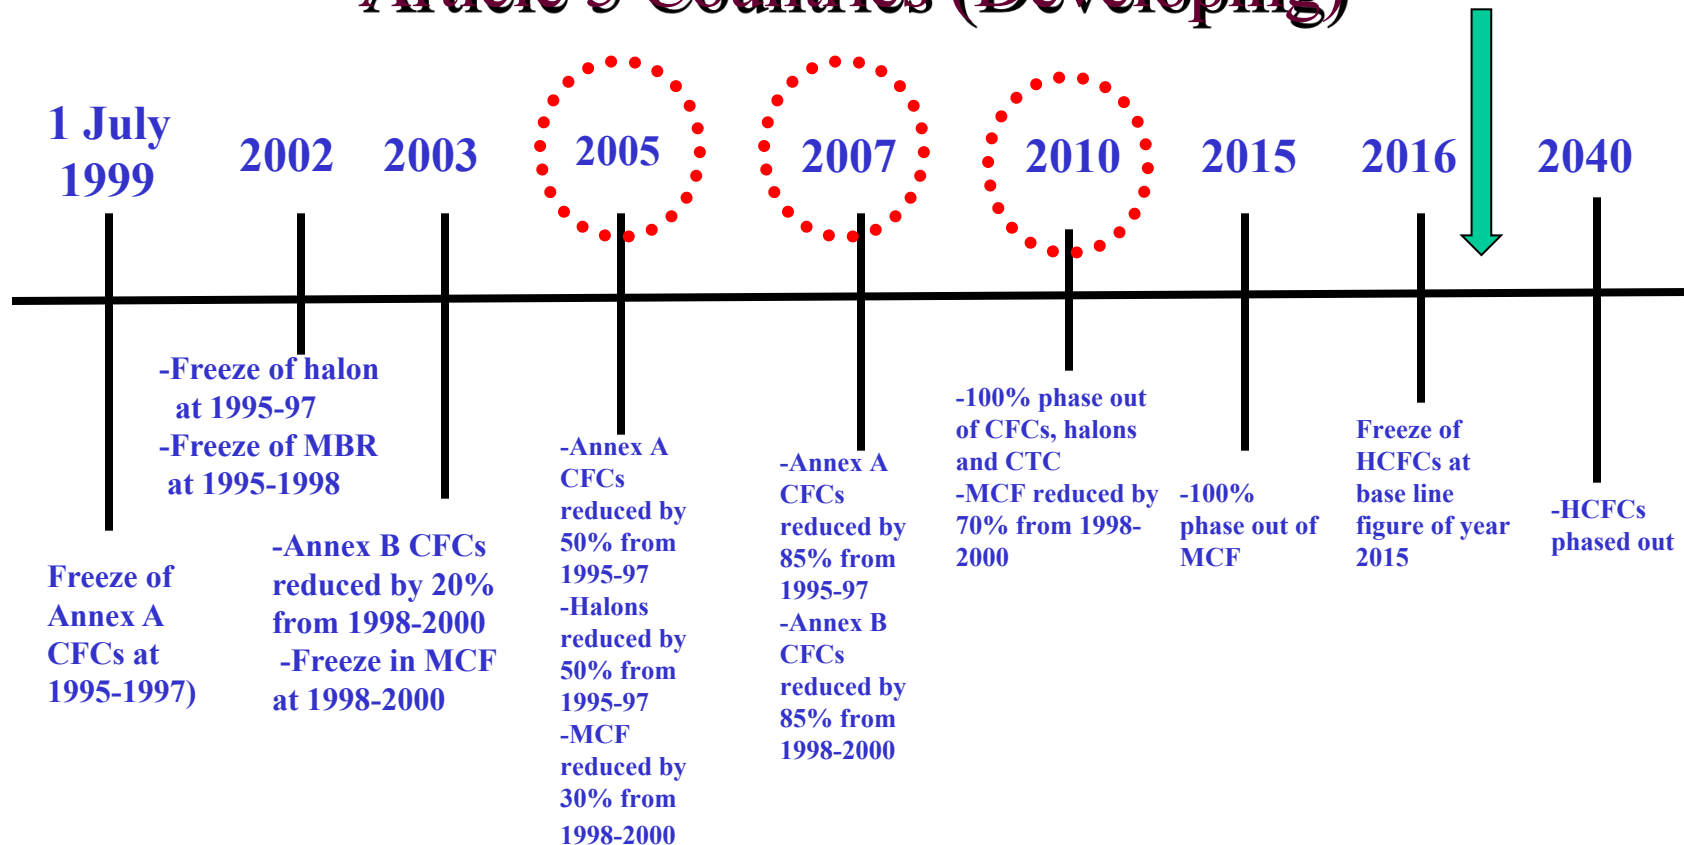 Article 5 Countries (Developing)
1 July
1999
2002
2003
2005
2007
2010
2015
2016
2040
Freeze of
Annex A
CFCs at
1995-1997)
-Freeze of halon
at 1995-97
-Freeze of MBR
at 1995-1998
-Annex B CFCs
reduced by 20%
from 1998-2000
-Freeze in MCF
at 1998-2000
-Annex A
CFCs
reduced by
50% from
1995-97
-Halons
reduced by
50% from
1995-97
-MCF
reduced by
30% from
1998-2000
-Annex A
CFCs
reduced by
85% from
1995-97
-Annex B
CFCs
reduced by
85% from
1998-2000
-100% phase out
of CFCs, halons
and CTC
-MCF reduced by
70% from 1998-
2000
-100%
phase out of
MCF
Freeze of
HCFCs at
base line
figure of year
2015
-HCFCs
phased out